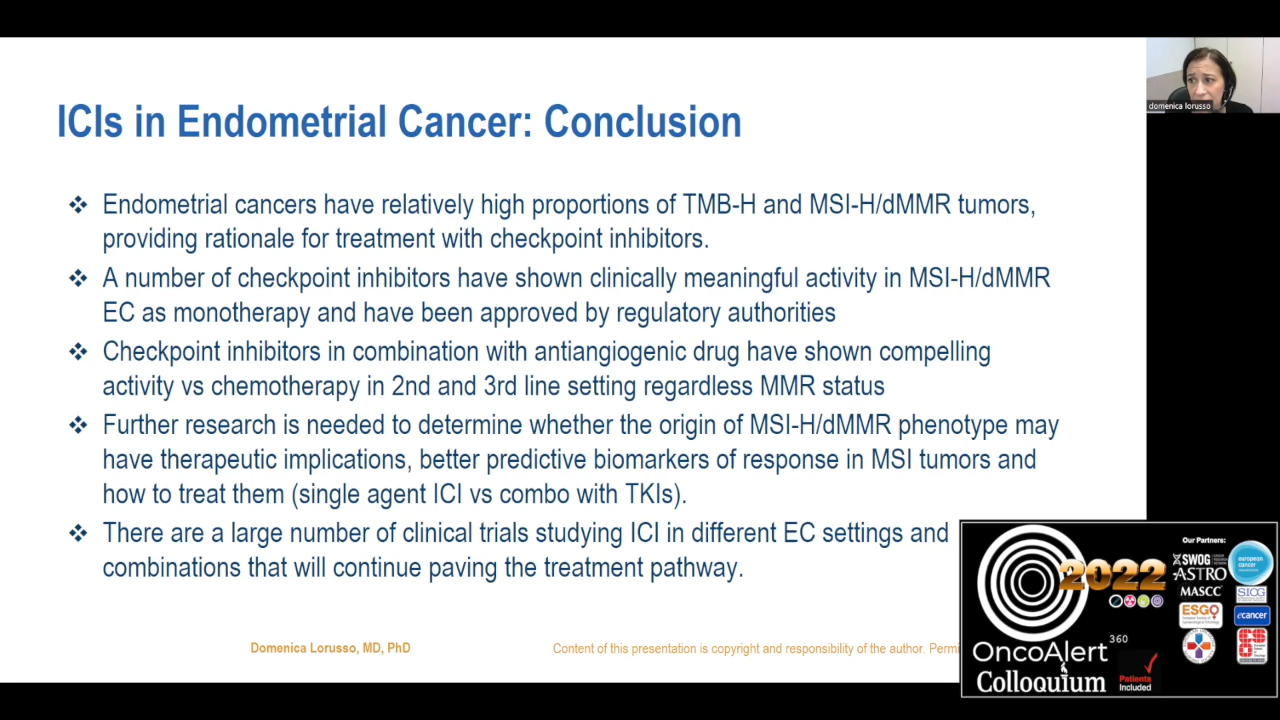 ICIs in Endometrial Cancer: Conclusion
domenica lorusso
❖ Endometrial cancers have relatively high proportions of TMB-H and MSI-H/dMMR tumors,
providing rationale for treatment with checkpoint inhibitors.
❖ A number of checkpoint inhibitors have shown clinically meaningful activity in MSI-H/dMMR
EC as monotherapy and have been approved by regulatory authorities
❖ Checkpoint inhibitors in combination with antiangiogenic drug have shown compelling
activity vs chemotherapy in 2nd and 3rd line setting regardless MMR status
❖ Further research is needed to determine whether the origin of MSI-H/dMMR phenotype may
have therapeutic implications, better predictive biomarkers of response in MSI tumors and
how to treat them (single agent ICI vs combo with TKIs).
❖ There are a large number of clinical trials studying ICI in different EC settings and
combinations that will continue paving the treatment pathway.
Domenica Lorusso, MD, PhD
Content of this presentation is copyright and responsibility of the author. Permi
2022
OncoAlert 360
Colloquium
Patients
Included
Our Partners:
SWOG
european
cancer
ASTRO
MASCC
SIOG
ESGO
ecancer